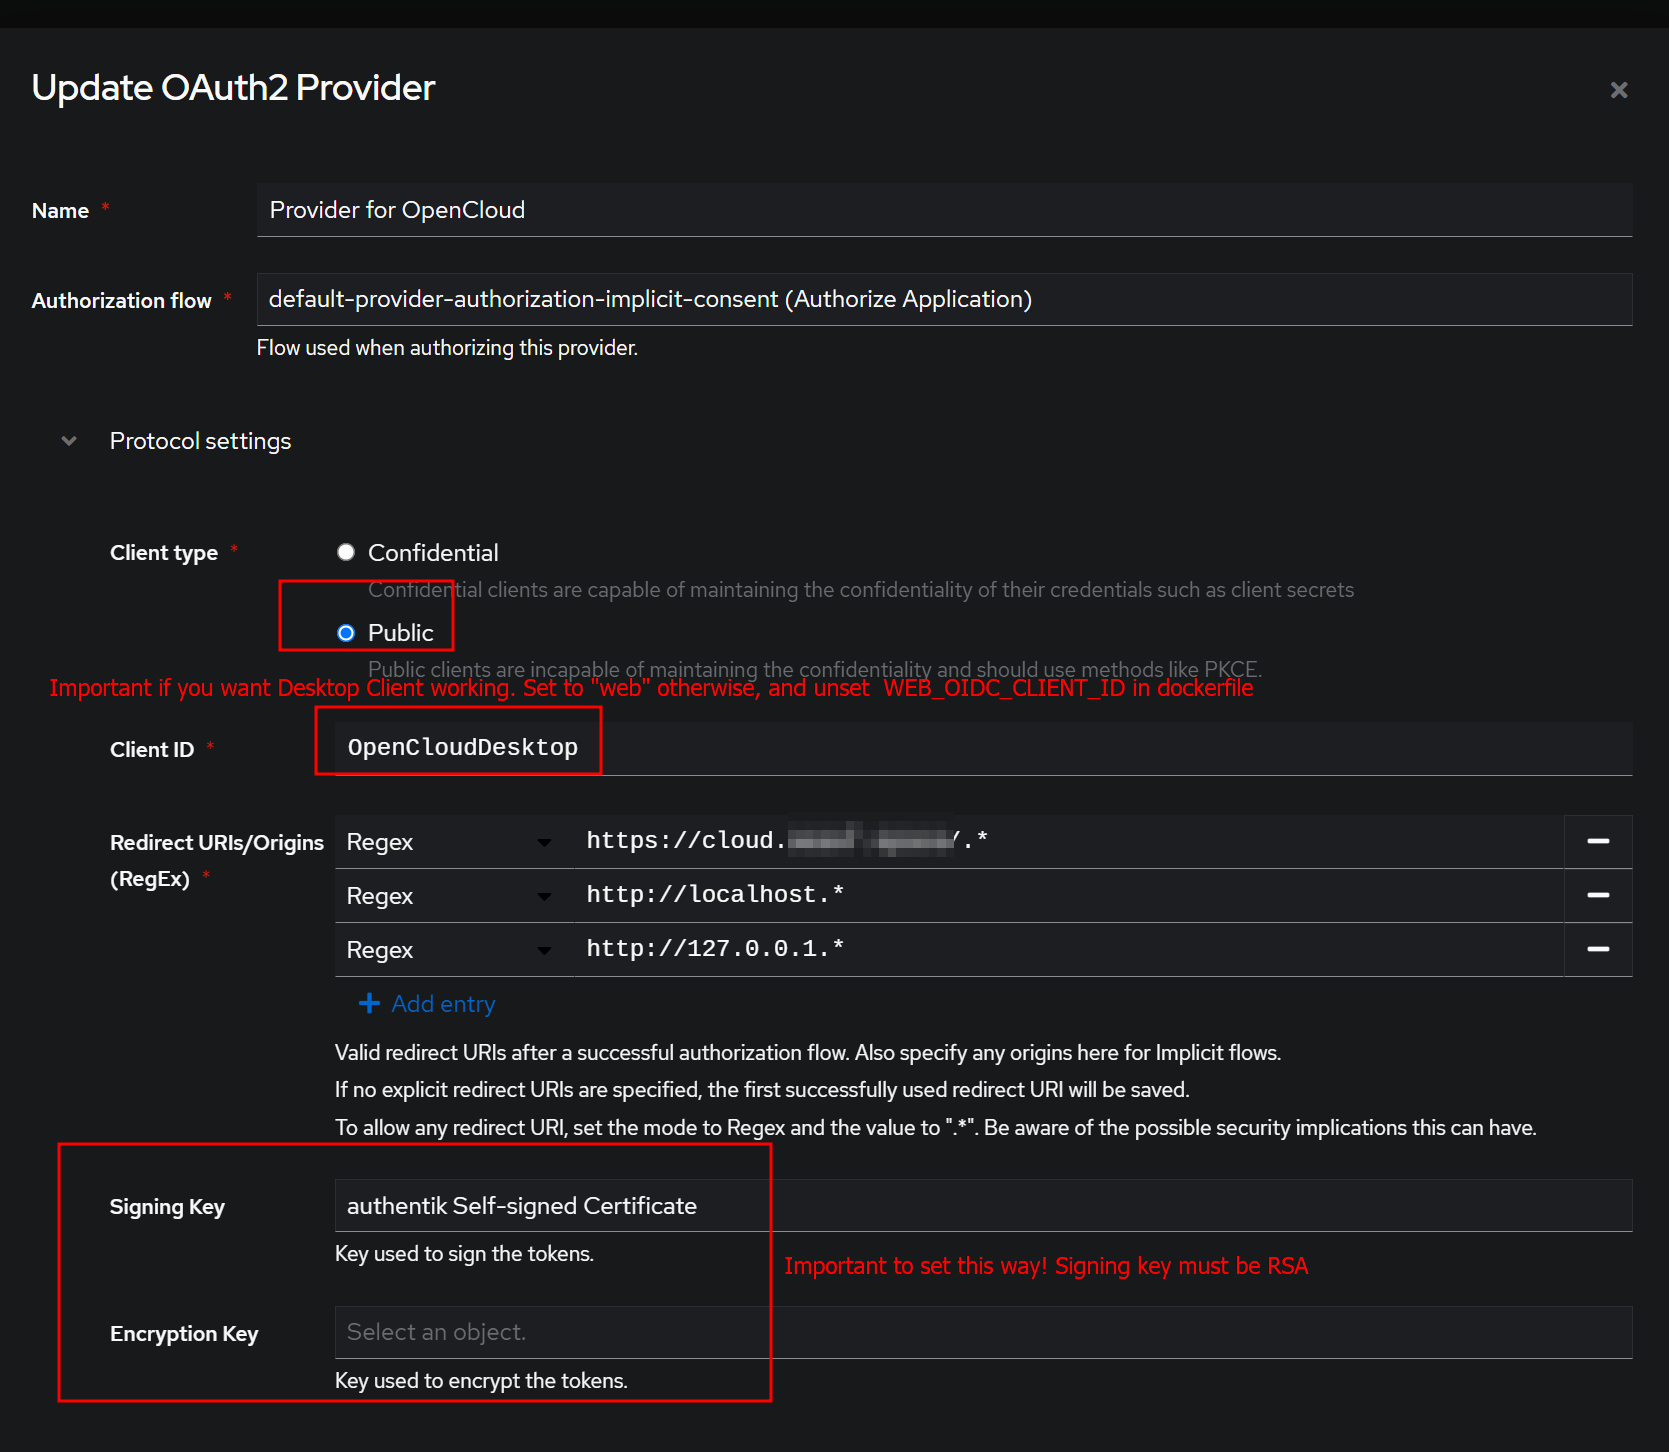 Update OAuth2 Provider
Name *
Provider for OpenCloud
Authorization flow *
default-provider-authorization-implicit-consent (Authorize Application)
Flow used when authorizing this provider.
Protocol settings
Client type *
Confidential
Confidential clients are capable of maintaining the confidentiality of their credentials such as client secrets
Public
Public clients are incapable of maintaining the confidentiality and should use methods like PKCE.
Important if you want Desktop Client working. Set to "web" otherwise, and unset WEB_OIDC_CLIENT_ID in dockerfile
Client ID *
OpenCloudDesktop
Redirect URIs/Origins
(RegEx) *
Regex https://cloud. /.*
Regex http://localhost.*
Regex http://127.0.0.1.*
Add entry
Valid redirect URIs after a successful authorization flow. Also specify any origins here for Implicit flows.
If no explicit redirect URIs are specified, the first successfully used redirect URI will be saved.
To allow any redirect URI, set the mode to Regex and the value to ".*". Be aware of the possible security implications this can have.
Signing Key
authentik Self-signed Certificate
Key used to sign the tokens.
Important to set this way! Signing key must be RSA
Encryption Key
Select an object.
Key used to encrypt the tokens.